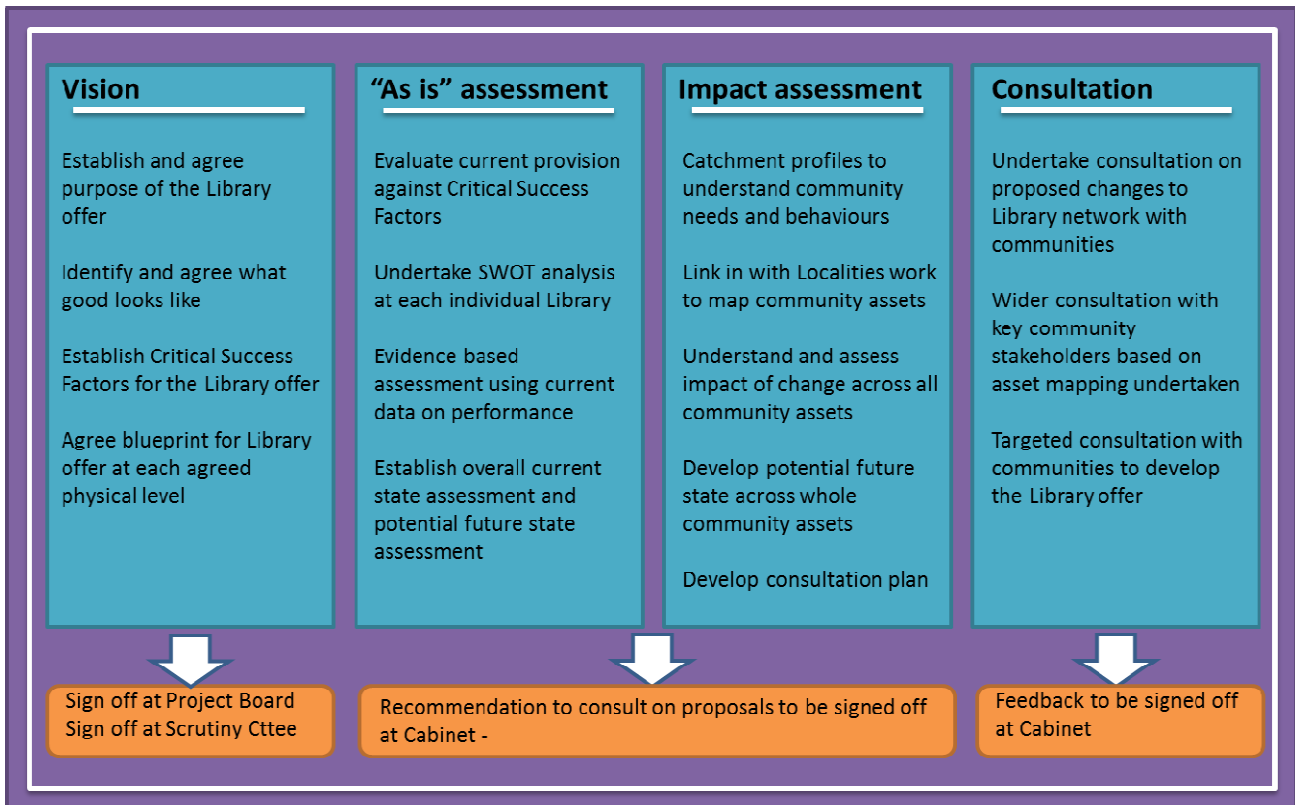 Vision
Establish and agree
purpose of the Library
offer
Identify and agree what
good looks like
Establish Critical Success
Factors for the Library offer
Agree blueprint for Library
offer at each agreed
physical level
"As is" assessment
Evaluate current provision
against Critical Success
Factors
Undertake SWOT analysis
at each individual Library
Evidence based
assessment using current
data on performance
Establish overall current
state assessment and
potential future state
assessment
Impact assessment
Catchment profiles to
understand community
needs and behaviours
Link in with Localities work
to map community assets
Understand and assess
impact of change across all
community assets
Develop potential future
state across whole
community assets
Develop consultation plan
Consultation
Undertake consultation on
proposed changes to
Library network with
communities
Wider consultation with
key community
stakeholders based on
asset mapping undertaken
Targeted consultation with
communities to develop
the Library offer
Sign off at Project Board
Sign off at Scrutiny Cttee
Recommendation to consult on proposals to be signed off
at Cabinet -
Feedback to be signed off
at Cabinet